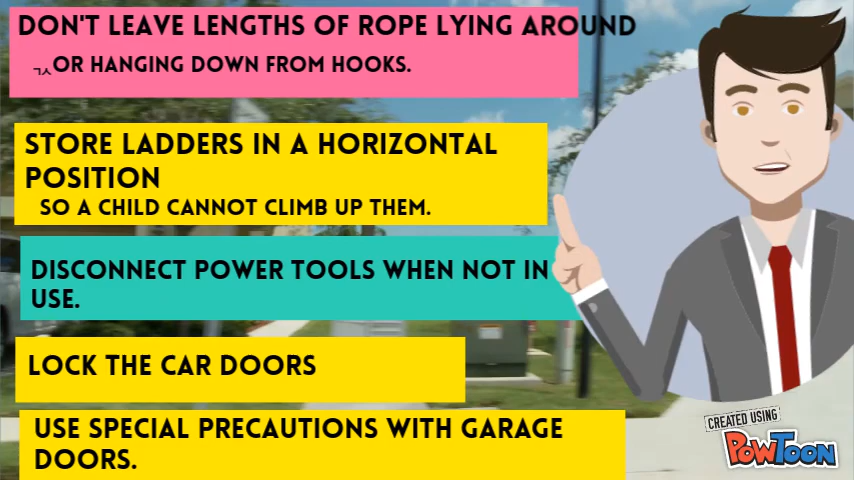 DON'T LEAVE LENGTHS OF ROPE LYING AROUND
ㄱㅅOR HANGING DOWN FROM HOOKS.
STORE LADDERS IN A HORIZONTAL
POSITION
SO A CHILD CANNOT CLIMB UP THEM.
DISCONNECT POWER TOOLS WHEN NOT IN
USE.
LOCK THE CAR DOORS
USE SPECIAL PRECAUTIONS WITH GARAGE
DOORS.
CREATED USING
POWTOON